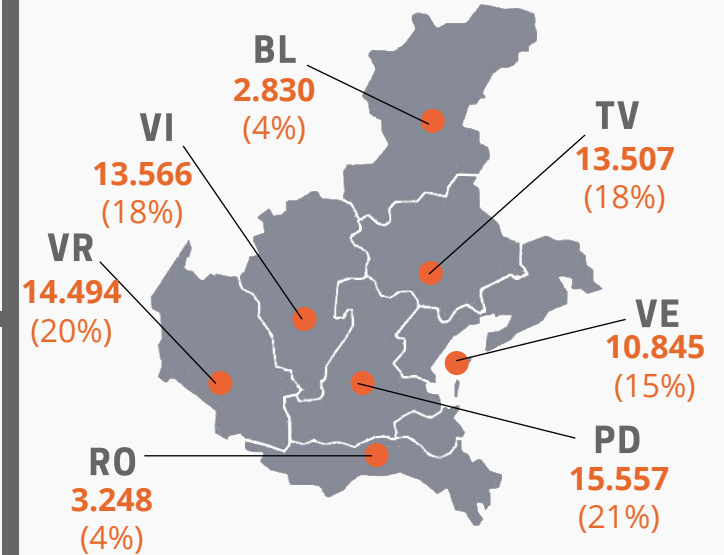 BL
2.830
(4%)
VI
13.566
(18%)
TV
13.507
(18%)
VR
14.494
(20%)
VE
10.845
(15%)
PD
15.557
(21%)
RO
3.248
(4%)